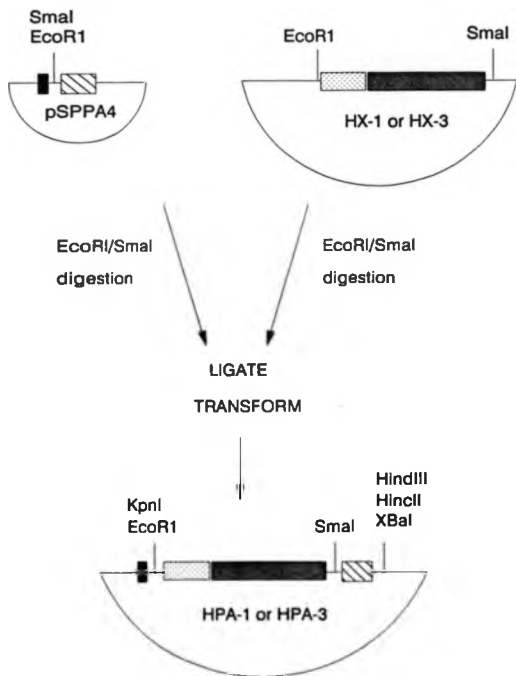 SmaI
EcoR1
pSPPA4
EcoR1
SmaI
HX-1 or HX-3
EcoRI/SmaI
digestion
EcoRI/SmaI
digestion
LIGATE
TRANSFORM
KpnI
EcoR1
SmaI
HindIII
HincII
XBaI
HPA-1 or HPA-3